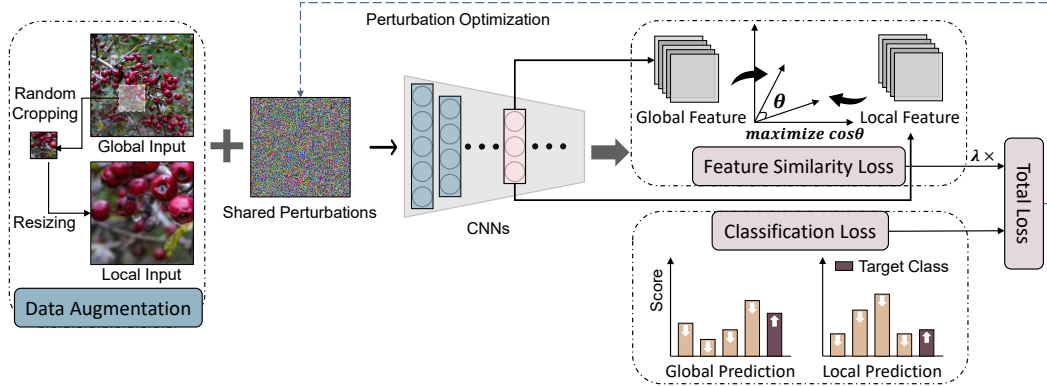 Perturbation Optimization
Random
Cropping
Global Input
Resizing
Local Input
Data Augmentation
Shared Perturbations
CNNs
Global Feature
θ
Local Feature
maximize cosθ
Feature Similarity Loss
λ ×
Total Loss
Classification Loss
Score
Target Class
Global Prediction
Local Prediction